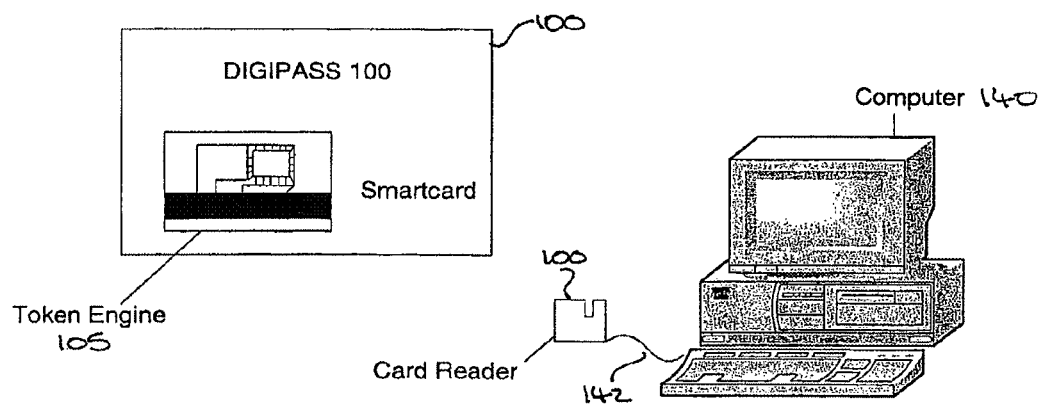 100
DIGIPASS 100
Smartcard
Token Engine
105
Computer 140
100
Card Reader
142